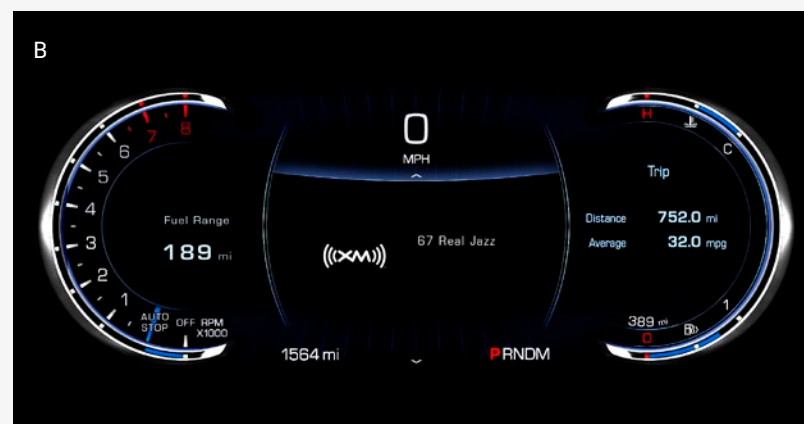 B
H
8
7
6
5
4
3
2
1
AUTO
STOP
OFF RPM
X1000
Fuel Range
189 mi
0
MPH
((XM))
67 Real Jazz
1564 mi
PRNDM
C
Trip
Distance 752.0 mi
Average 32.0 mpg
1
389 mi
0